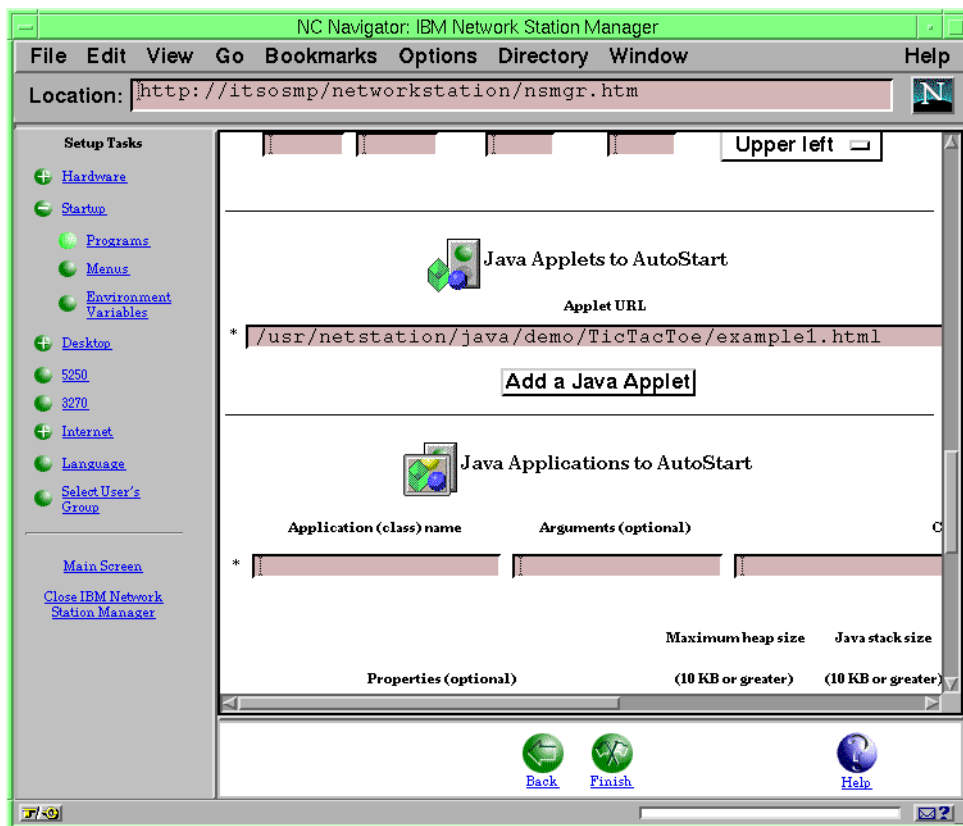 NC Navigator: IBM Network Station Manager
File Edit View Go Bookmarks Options Directory Window Help
Location: http://itsosmp/networkstation/nsmgr.htm
N
Setup Tasks
Hardware
Startup
Programs
Menus
Environment
Variables
Desktop
5250
3270
Internet
Language
Select User's
Group
Main Screen
Close IBM Network
Station Manager
Upper left
Java Applets to AutoStart
Applet URL
* /usr/netstation/java/demo/TicTacToe/example1.html
Add a Java Applet
Java Applications to AutoStart
Application (class) name Arguments (optional) C
*
Maximum heap size Java stack size
Properties (optional) (10 KB or greater) (10 KB or greater)
Back Finish Help